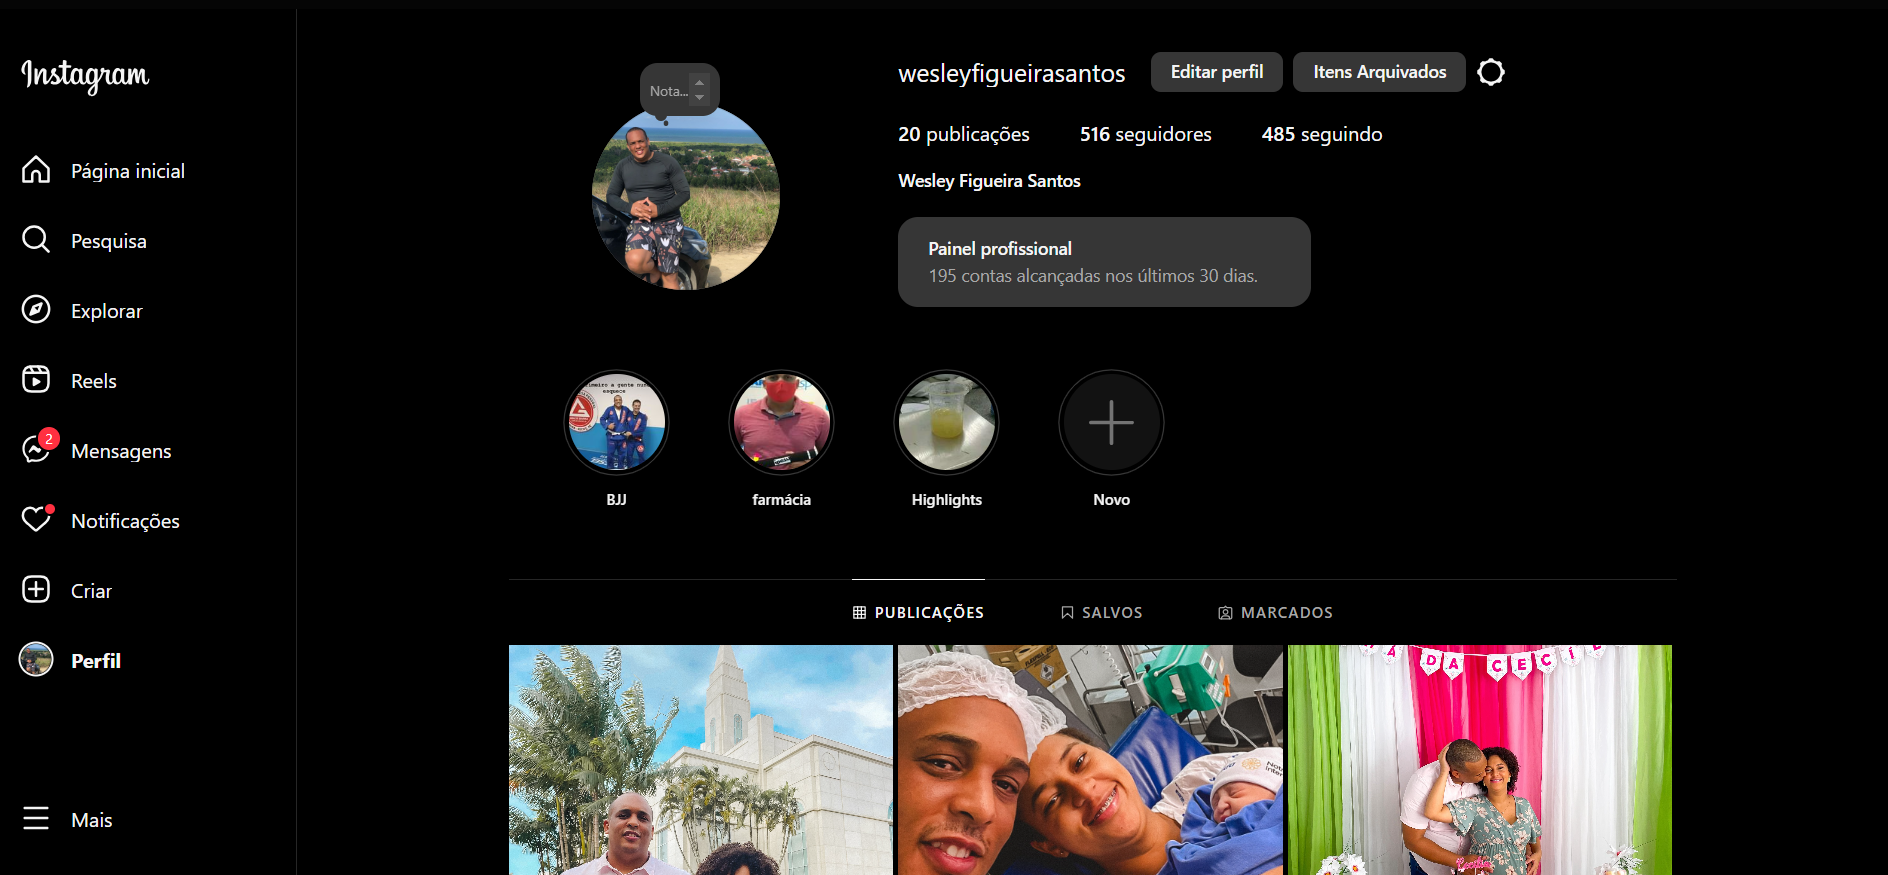 Instagram
Página inicial
Pesquisa
Explorar
Reels
2
Mensagens
Notificações
Criar
Perfil
Mais
Nota...
wesleyfigueirasantos
Editar perfil
Itens Arquivados
20 publicações 516 seguidores 485 seguindo
Wesley Figueira Santos
Painel profissional
195 contas alcançadas nos últimos 30 dias.
esquece
BJJ
farmácia
Highlights
Novo
PUBLICAÇÕES
SALVOS
MARCADOS
DA CECÍ